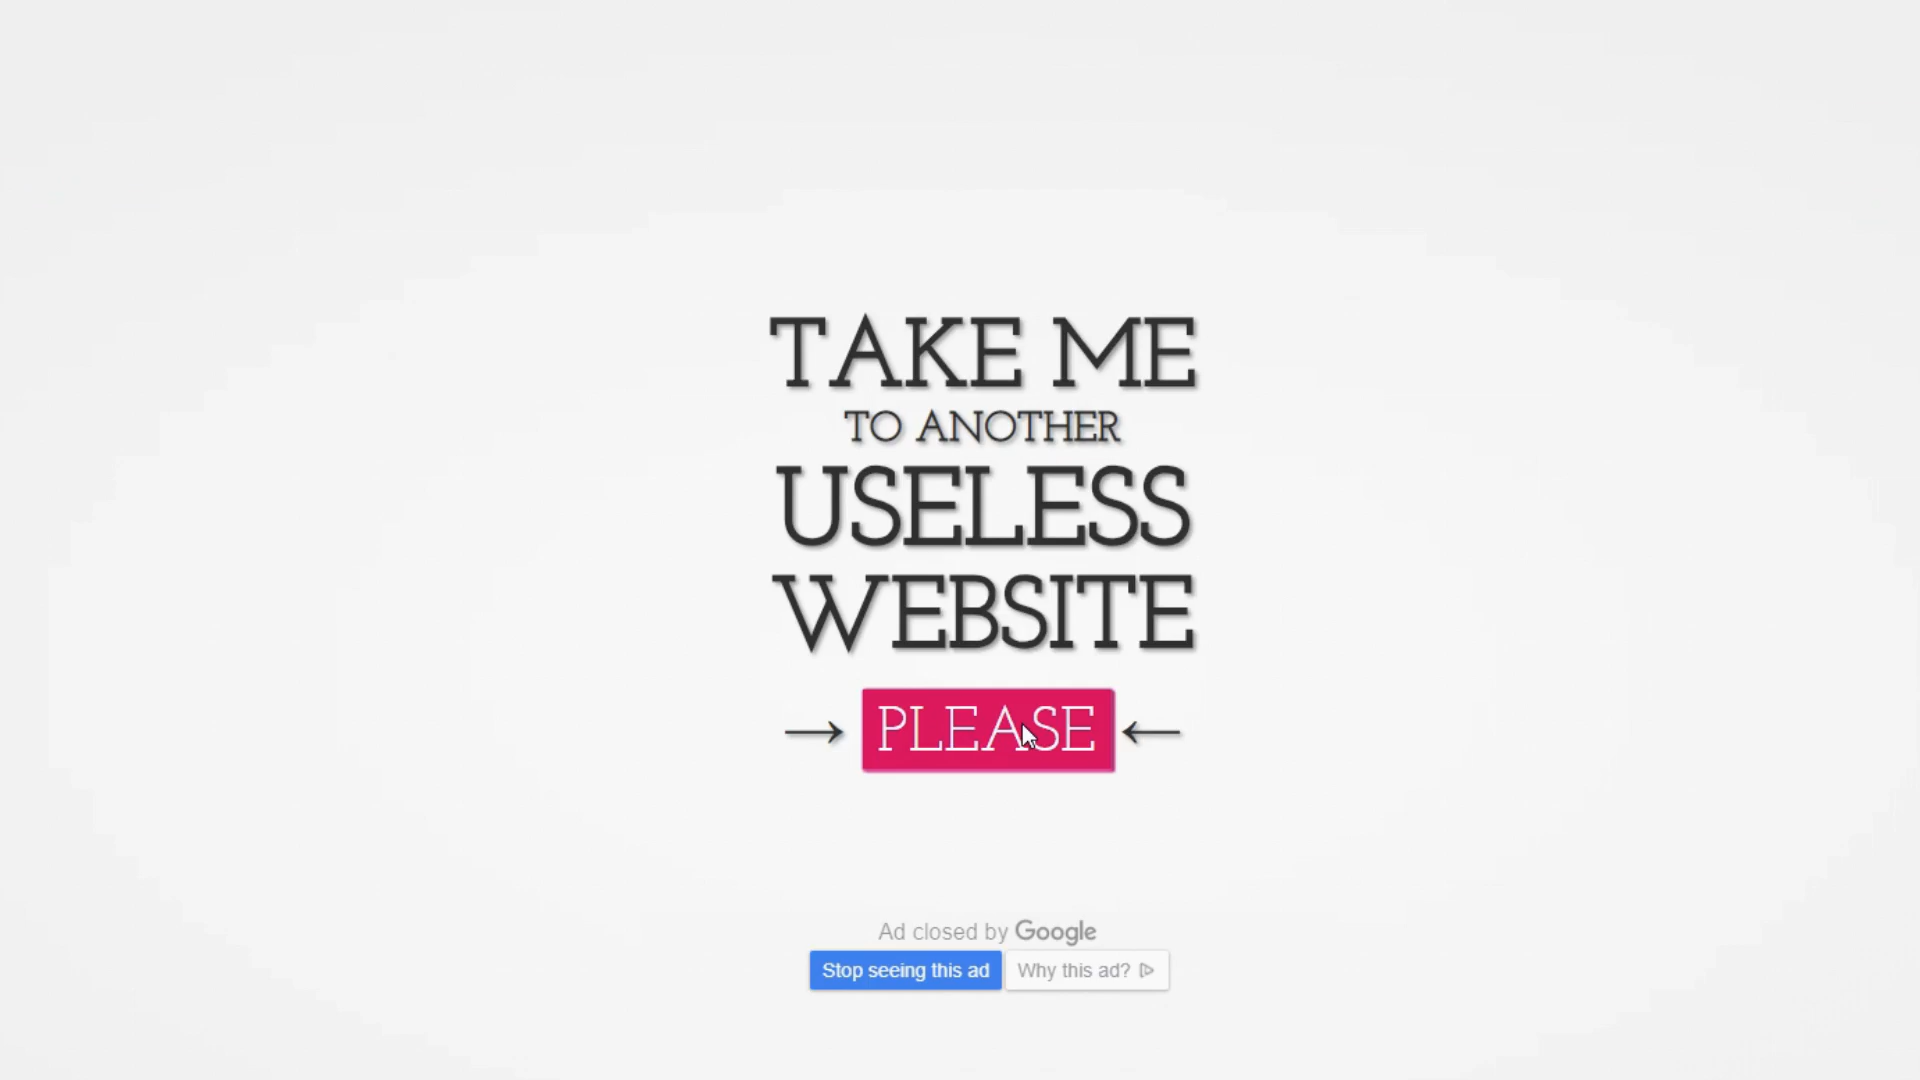 TAKE ME
TO ANOTHER
USELESS
WEBSITE
→ PLEASE ←
Ad closed by Google
Stop seeing this ad
Why this ad?